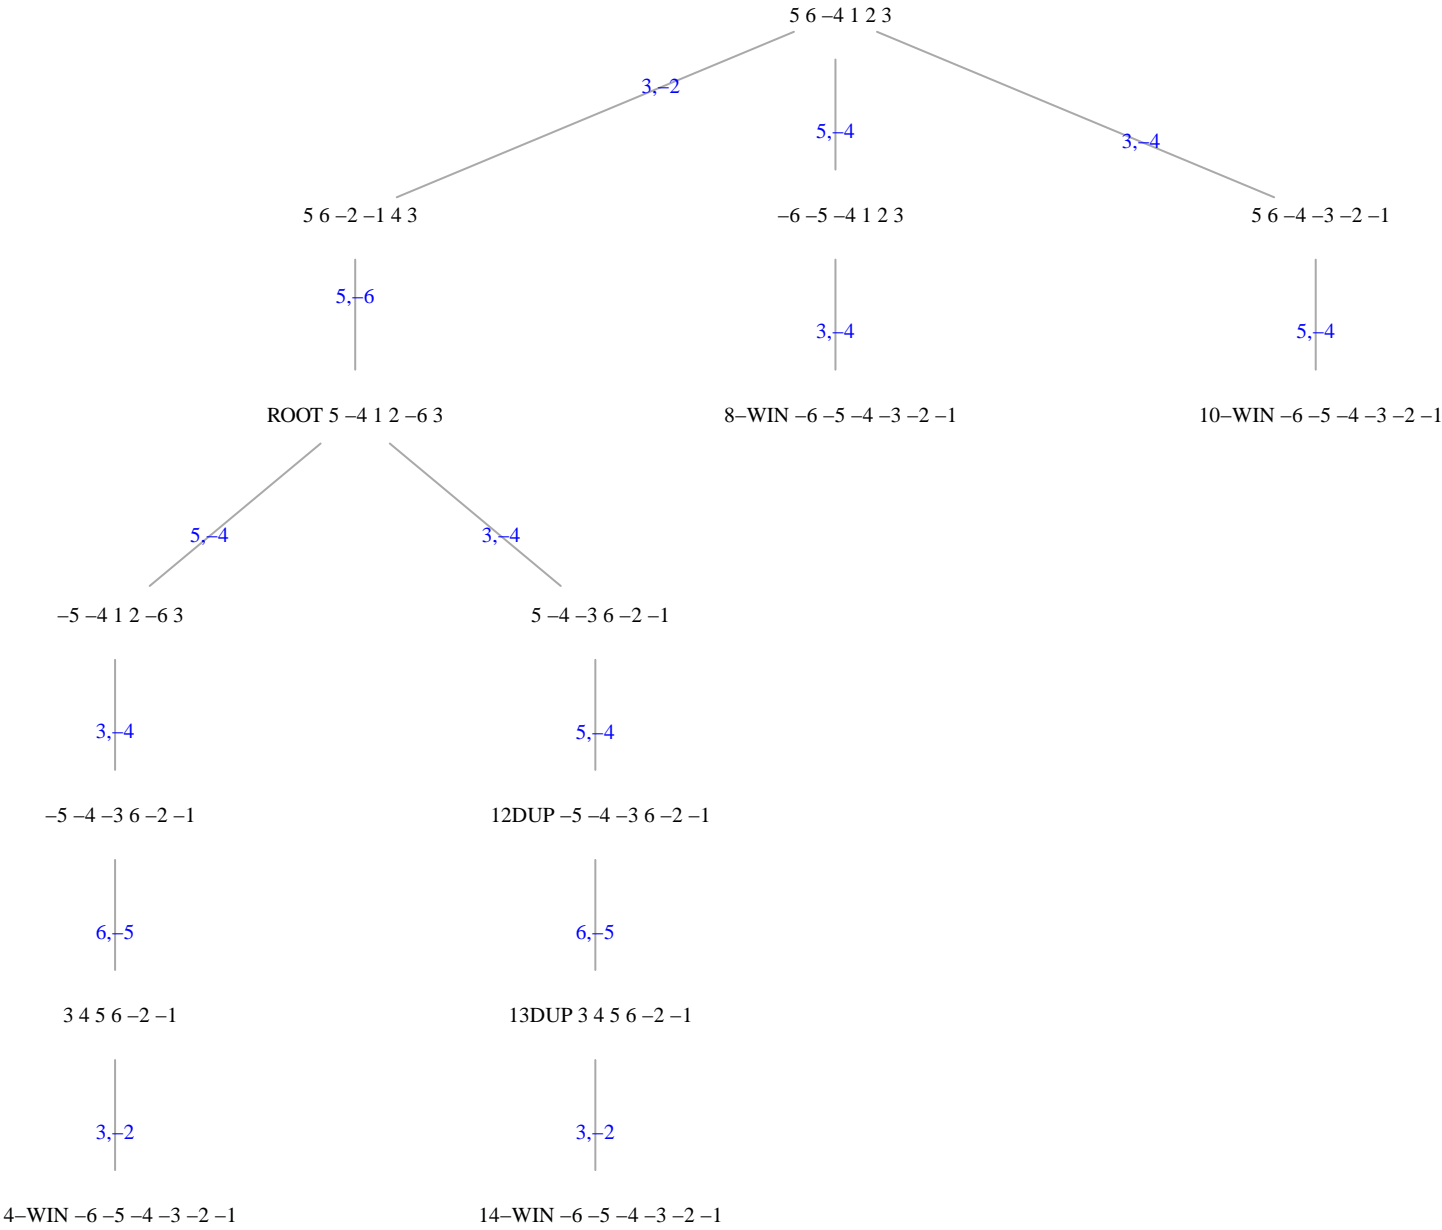 5 6 –4 1 2 3
3,–2
5,–4
3,–4
5 6 –2 –1 4 3
–6 –5 –4 1 2 3
5 6 –4 –3 –2 –1
5,–6
3,–4
5,–4
ROOT 5 –4 1 2 –6 3
8–WIN –6 –5 –4 –3 –2 –1
10–WIN –6 –5 –4 –3 –2 –1
5,–4
3,–4
–5 –4 1 2 –6 3
5 –4 –3 6 –2 –1
3,–4
5,–4
–5 –4 –3 6 –2 –1
12DUP –5 –4 –3 6 –2 –1
6,–5
6,–5
3 4 5 6 –2 –1
13DUP 3 4 5 6 –2 –1
3,–2
3,–2
4–WIN –6 –5 –4 –3 –2 –1
14–WIN –6 –5 –4 –3 –2 –1